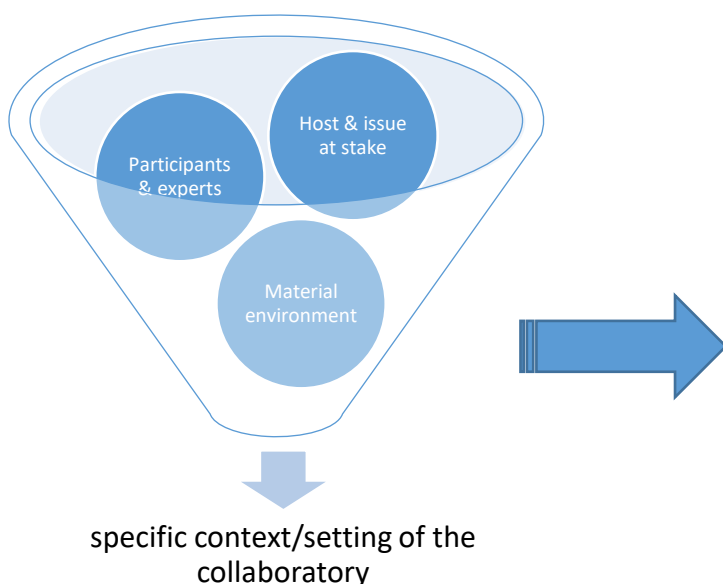 Host & issue
at stake
Participants
& experts
Material
environment
specific context/setting of the
collaboratory